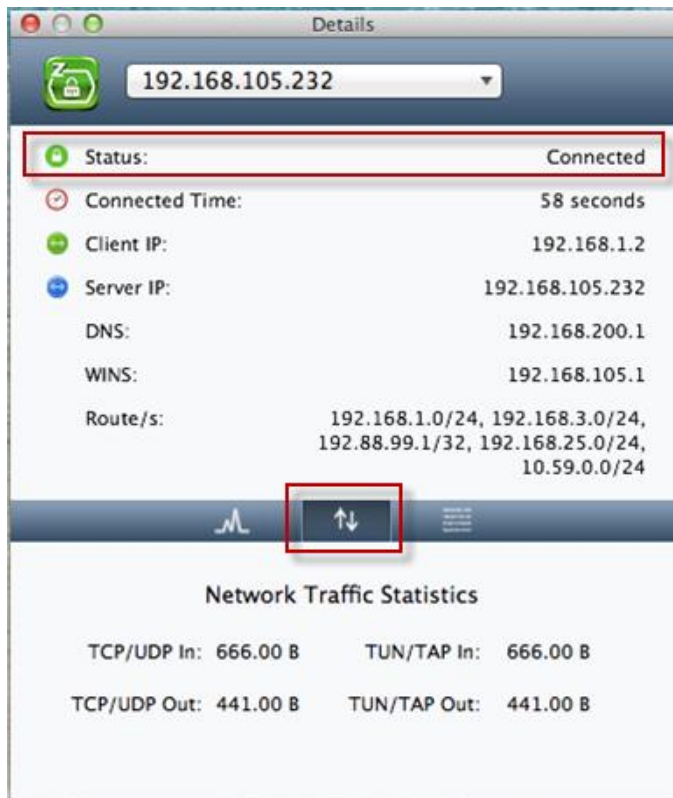 Details
Z
192.168.105.232
Status: Connected
Connected Time: 58 seconds
Client IP: 192.168.1.2
Server IP: 192.168.105.232
DNS: 192.168.200.1
WINS: 192.168.105.1
Route/s: 192.168.1.0/24, 192.168.3.0/24,
192.88.99.1/32, 192.168.25.0/24,
10.59.0.0/24
Network Traffic Statistics
TCP/UDP In: 666.00 B TUN/TAP In: 666.00 B
TCP/UDP Out: 441.00 B TUN/TAP Out: 441.00 B